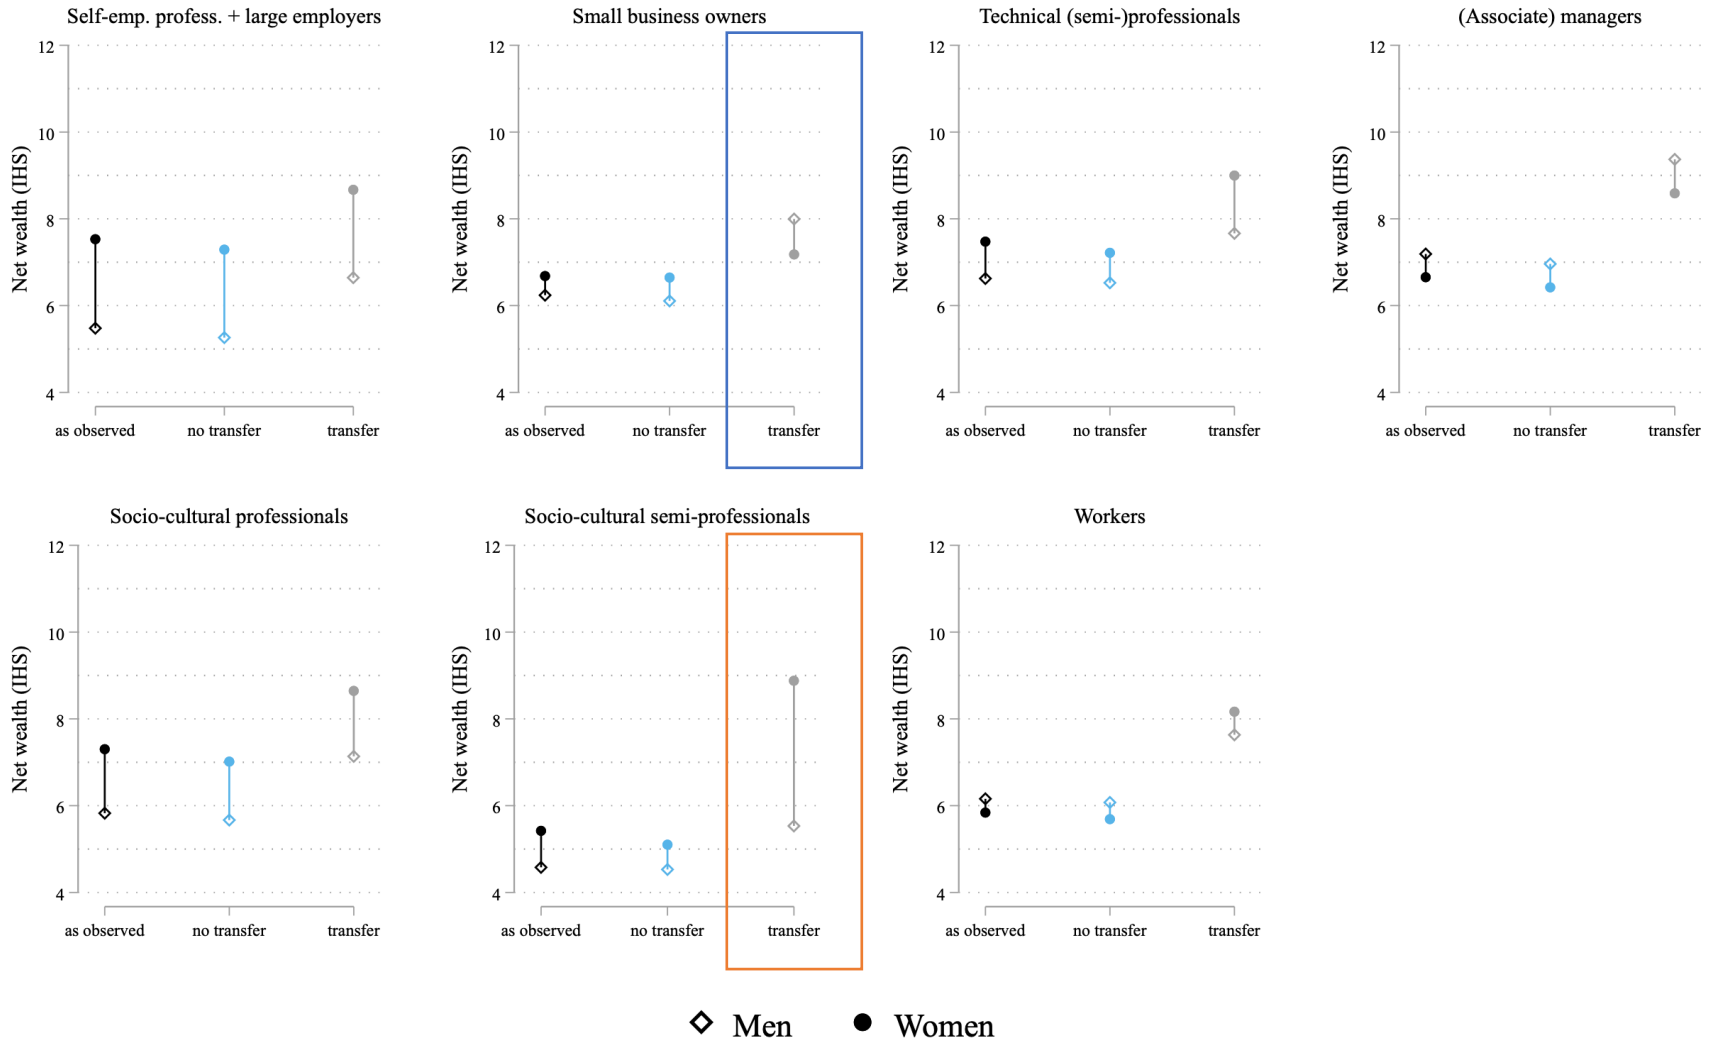 Self-emp. profess. + large employers
Net wealth (IHS)
12
10
8
6
4
as observed no transfer transfer
Small business owners
Net wealth (IHS)
12
10
8
6
4
as observed no transfer transfer
Technical (semi-)professionals
Net wealth (IHS)
12
10
8
6
4
as observed no transfer transfer
(Associate) managers
Net wealth (IHS)
12
10
8
6
4
as observed no transfer transfer
Socio-cultural professionals
Net wealth (IHS)
12
10
8
6
4
as observed no transfer transfer
Socio-cultural semi-professionals
Net wealth (IHS)
12
10
8
6
4
as observed no transfer transfer
Workers
Net wealth (IHS)
12
10
8
6
4
as observed no transfer transfer
Men Women